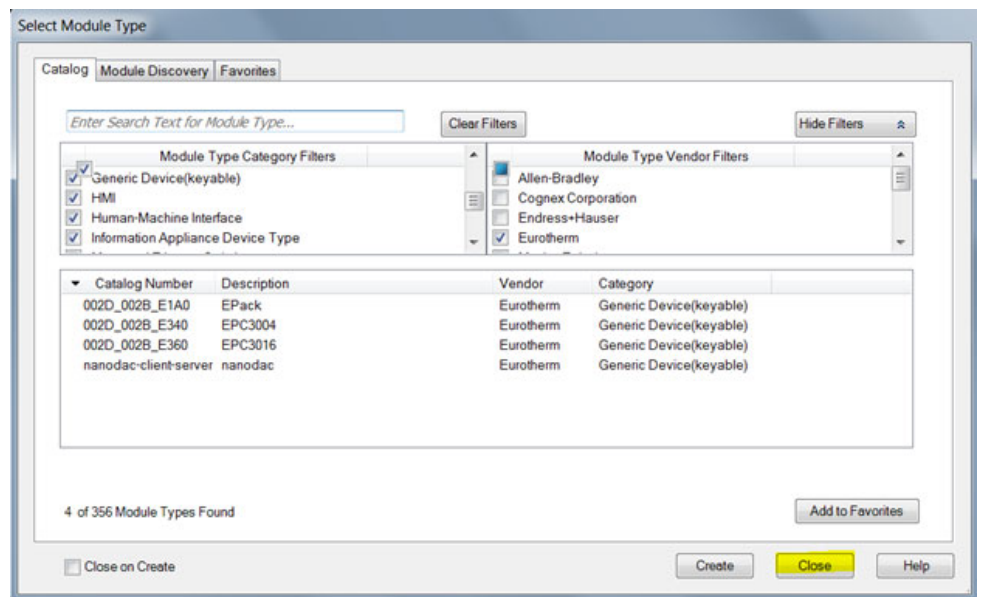 Select Module Type
Catalog Module Discovery Favorites
Enter Search Text for Module Type... Clear Filters Hide Filters
Module Type Category Filters Module Type Vendor Filters
Generic Device(keyable) Allen-Bradley
HMI Cognex Corporation
Human-Machine Interface Endress+Hauser
Information Appliance Device Type Eurotherm
Catalog Number Description Vendor Category
002D_002B_E1A0 EPack Eurotherm Generic Device(keyable)
002D_002B_E340 EPC3004 Eurotherm Generic Device(keyable)
002D_002B_E360 EPC3016 Eurotherm Generic Device(keyable)
nanodac-client-server nanodac Eurotherm Generic Device(keyable)
4 of 356 Module Types Found Add to Favorites
Close on Create Create Close Help